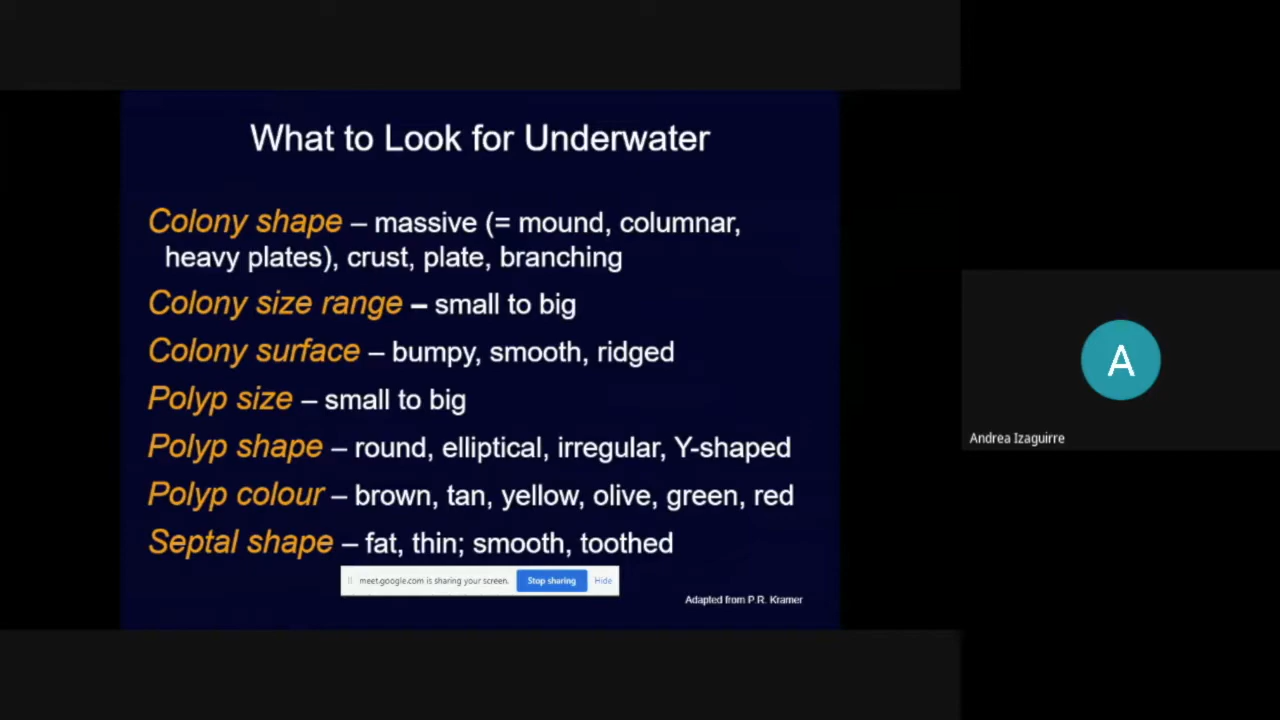 What to Look for Underwater
Colony shape – massive (= mound, columnar,
heavy plates), crust, plate, branching
Colony size range – small to big
Colony surface – bumpy, smooth, ridged
Polyp size – small to big
Polyp shape – round, elliptical, irregular, Y-shaped
Polyp colour – brown, tan, yellow, olive, green, red
Septal shape – fat, thin; smooth, toothed
meet.google.com is sharing your screen. Stop sharing Hide
Adapted from P.R. Kramer
A
Andrea Izaguirre